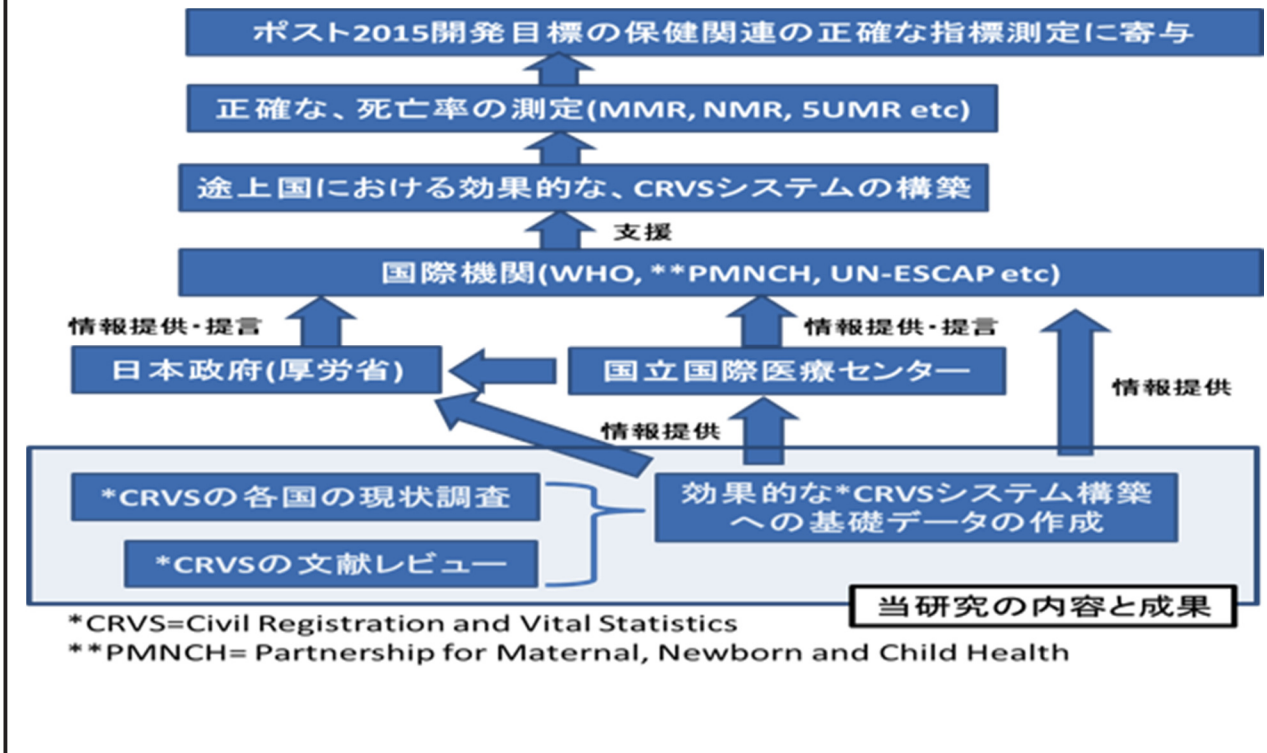 ポスト2015開発目標の保健関連の正確な指標測定に寄与
正確な、死亡率の測定(MMR, NMR, 5UMR etc)
途上国における効果的な、CRVSシステムの構築
支援
国際機関(WHO, **PMNCH, UN-ESCAP etc)
情報提供・提言
情報提供・提言
日本政府(厚労省)
国立国際医療センター
情報提供
情報提供
*CRVSの各国の現状調査
効果的な*CRVSシステム構築
への基礎データの作成
*CRVSの文献レビュー
当研究の内容と成果
*CRVS=Civil Registration and Vital Statistics
**PMNCH= Partnership for Maternal, Newborn and Child Health